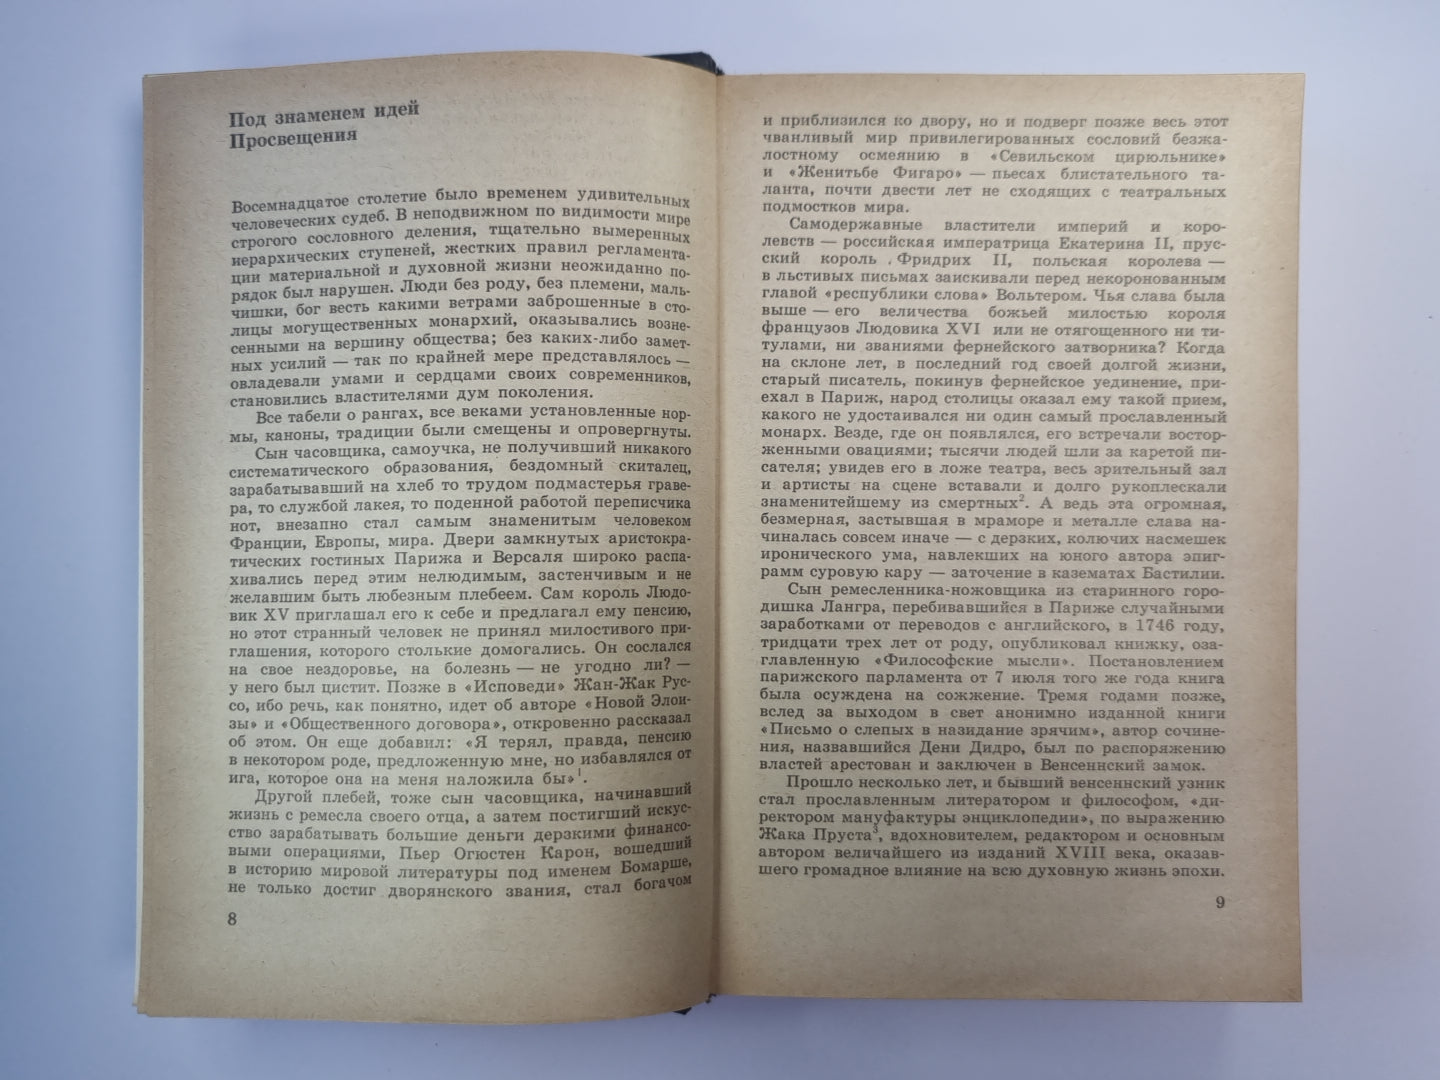 Под знаменем идей
Просвещения
Восемнадцатое столетие было временем удивительных
человеческих судеб. В неподвижном по видимости мире
строгого сословного деления, тщательно вымеренных
иерархических ступеней, жестких правил регламента-
ции материальной и духовной жизни неожиданно по-
рядок был нарушен. Люди без роду, без племени, маль-
чишки, бог весть какими ветрами заброшенные в сто-
лицы могущественных монархий, оказывались возне-
сенными на вершину общества; без каких-либо замет-
ных усилий — так по крайней мере представлялось —
овладевали умами и сердцами своих современников,
становились властителями дум поколения.
Все табели о рангах, все веками установленные нор-
мы, каноны, традиции были смещены и опровергнуты.
Сын часовщика, самоучка, не получивший никакого
систематического образования, бездомный скиталец,
зарабатывавший на хлеб то трудом подмастерья граве-
ра, то службой лакея, то поденной работой переписчика
нот, внезапно стал самым знаменитым человеком
Франции, Европы, мира. Двери замкнутых аристокра-
тических гостиных Парижа и Версаля широко распа-
хивались перед этим нелюдимым, застенчивым и не
желавшим быть любезным плебеем. Сам король Людо-
вик XV приглашал его к себе и предлагал ему пенсию,
но этот странный человек не принял милостивого при-
глашения, которого столькие домогались. Он сослался
на свое нездоровье, на болезнь — не угодно ли? —
у него был цистит. Позже в «Исповеди» Жан-Жак Рус-
со, ибо речь, как понятно, идет об авторе «Новой Элои-
зы» и «Общественного договора», откровенно рассказал
об этом. Он еще добавил: «Я терял, правда, пенсию
в некотором роде, предложенную мне, но избавлялся от
ига, которое она на меня наложила бы»1.
Другой плебей, тоже сын часовщика, начинавший
жизнь с ремесла своего отца, а затем постигший искус-
ство зарабатывать большие деньги дерзкими финансо-
выми операциями, Пьер Огюстен Карон, вошедший
в историю мировой литературы под именем Бомарше,
не только достиг дворянского звания, стал богачом
8
и приблизился ко двору, но и подверг позже весь этот
чванливый мир привилегированных сословий безжа-
лостному осмеянию в «Севильском цирюльнике»
и «Женитьбе Фигаро» — пьесах блистательного та-
ланта, почти двести лет не сходящих с театральных
подмостков мира.
Самодержавные властители империй и коро-
левств — российская императрица Екатерина II, прус-
ский король Фридрих II, польская королева —
в льстивых письмах заискивали перед некоронованным
главой «республики слова» Вольтером. Чья слава была
выше — его величества божьей милостью короля
французов Людовика XVI или не отягощенного ни ти-
тулами, ни званиями фернейского затворника? Когда
на склоне лет, в последний год своей долгой жизни,
старый писатель, покинув фернейское уединение, при-
ехал в Париж, народ столицы оказал ему такой прием,
какого не удостаивался ни один самый прославленный
монарх. Везде, где он появлялся, его встречали востор-
женными овациями; тысячи людей шли за каретой пи-
сателя; увидев его в ложе театра, весь зрительный зал
и артисты на сцене вставали и долго рукоплескали
знаменитейшему из смертных2. А ведь эта огромная,
безмерная, застывшая в мраморе и металле слава на-
чиналась совсем иначе — с дерзких, колючих насмешек
иронического ума, навлекших на юного автора эпиг-
рамм суровую кару — заточение в казематах Бастилии.
Сын ремесленника-ножовщика из старинного горо-
дишка Лангра, перебивавшийся в Париже случайными
заработками от переводов с английского, в 1746 году,
тридцати трех лет от роду, опубликовал книжку, оза-
главленную «Философские мысли». Постановлением
парижского парламента от 7 июля того же года книга
была осуждена на сожжение. Тремя годами позже,
вслед за выходом в свет анонимно изданной книги
«Письмо о слепых в назидание зрячим», автор сочине-
ния, назвавшийся Дени Дидро, был по распоряжению
властей арестован и заключен в Венсеннский замок.
Прошло несколько лет, и бывший венсеннский узник
стал прославленным литератором и философом, «ди-
ректором мануфактуры энциклопедии», по выражению
Жака Пруста3, вдохновителем, редактором и основным
автором величайшего из изданий XVIII века, оказав-
шего громадное влияние на всю духовную жизнь эпохи.
9